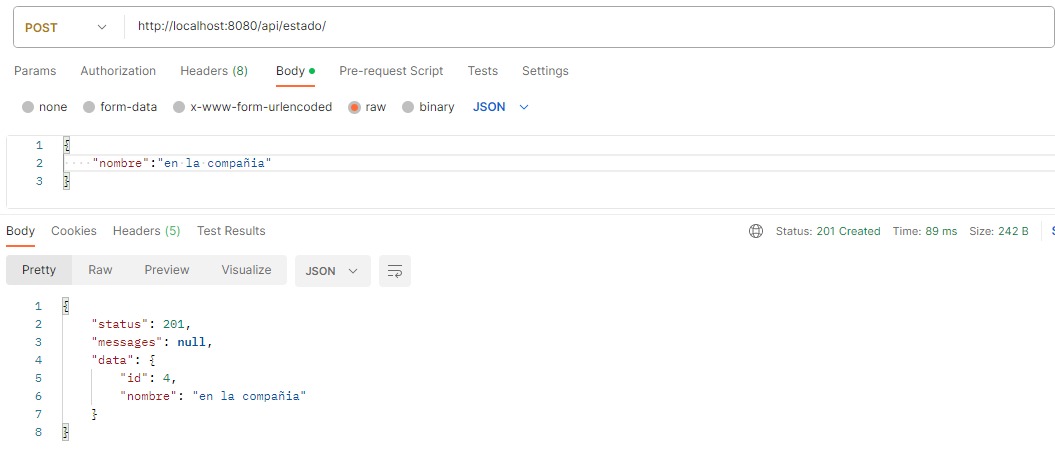 POST http://localhost:8080/api/estado/
Params Authorization Headers (8) Body Pre-request Script Tests Settings
none form-data x-www-form-urlencoded raw binary JSON
1 {
2 "nombre":"en la compañia"
3 }
Body Cookies Headers (5) Test Results Status: 201 Created Time: 89 ms Size: 242 B S
Pretty Raw Preview Visualize JSON
1 {
2 "status": 201,
3 "messages": null,
4 "data": {
5 "id": 4,
6 "nombre": "en la compañia"
7 }
8 }